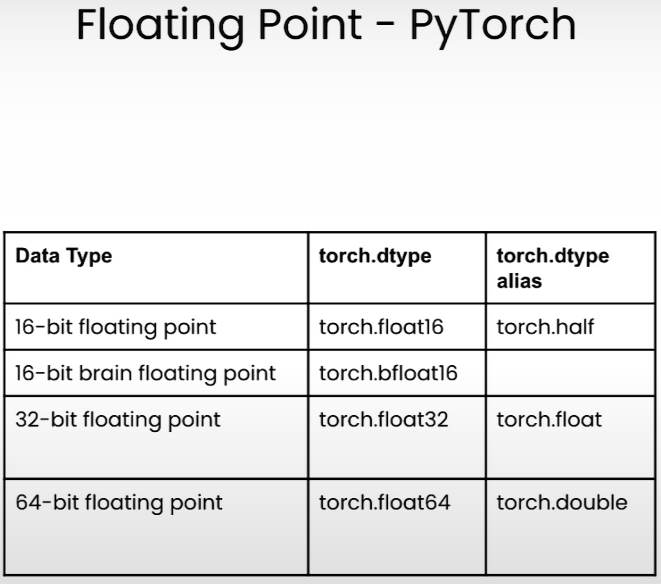 Floating Point - PyTorch
Data Type torch.dtype torch.dtype
alias
16-bit floating point torch.float16 torch.half
16-bit brain floating point torch.bfloat16
32-bit floating point torch.float32 torch.float
64-bit floating point torch.float64 torch.double